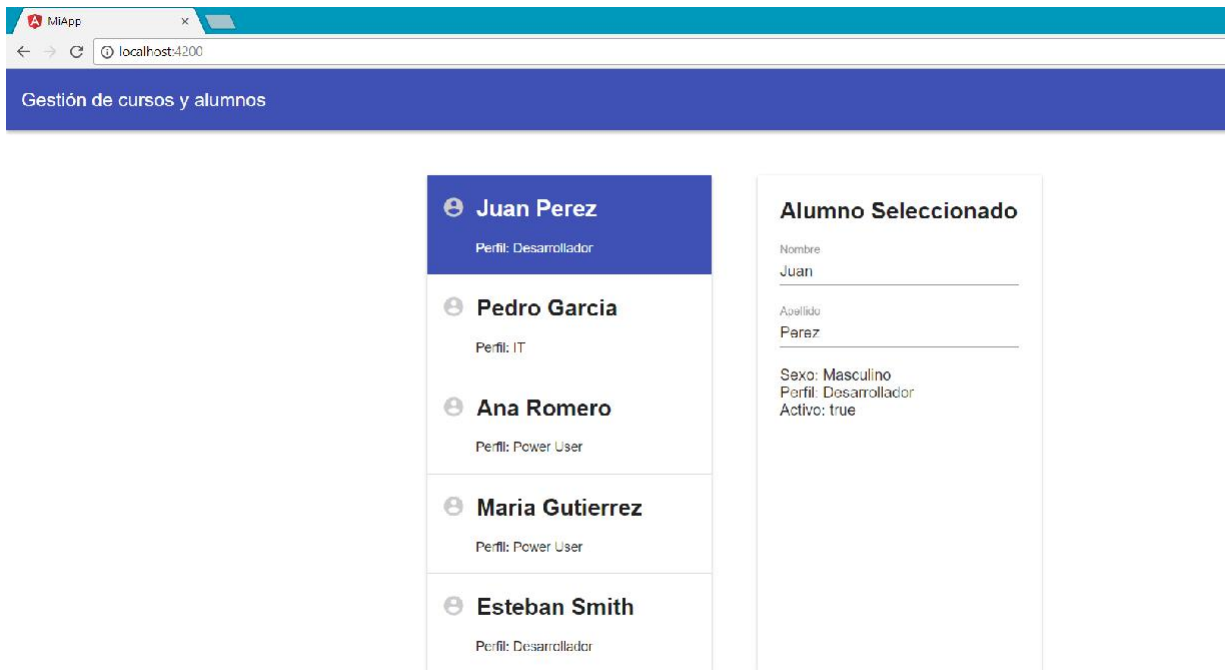 MiApp
localhost:4200
Gestión de cursos y alumnos
Juan Perez
Perfil: Desarrollador
Pedro Garcia
Perfil: IT
Ana Romero
Perfil: Power User
Maria Gutierrez
Perfil: Power User
Esteban Smith
Perfil: Desarrollador
Alumno Seleccionado
Nombre
Juan
Apellido
Perez
Sexo: Masculino
Perfil: Desarrollador
Activo: true